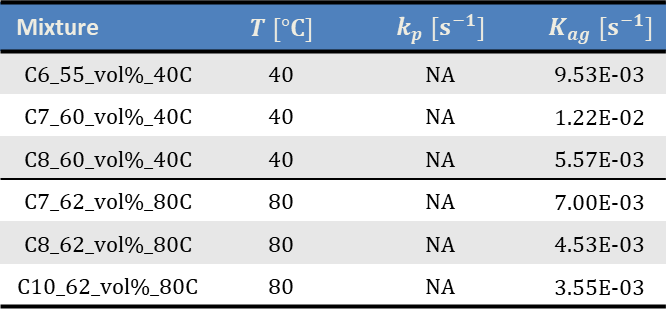 Mixture T [°C] k_p [s⁻¹] K_ag [s⁻¹]
C6_55_vol%_40C 40 NA 9.53E-03
C7_60_vol%_40C 40 NA 1.22E-02
C8_60_vol%_40C 40 NA 5.57E-03
C7_62_vol%_80C 80 NA 7.00E-03
C8_62_vol%_80C 80 NA 4.53E-03
C10_62_vol%_80C 80 NA 3.55E-03